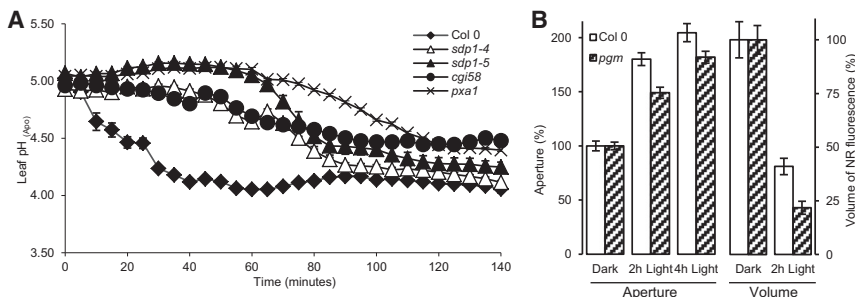 A
5.50
5.00
4.50
4.00
3.50
Leaf pH (Apo)
0
20
40
60
80
100
120
140
Time (minutes)
Col 0
sdp1-4
sdp1-5
cgi58
pxa1
B
200
150
100
50
0
Aperture (%)
Col 0
pgm
100
75
50
25
0
Volume of NR fluorescence (%)
Dark 2h Light 4h Light Dark 2h Light
Aperture Volume